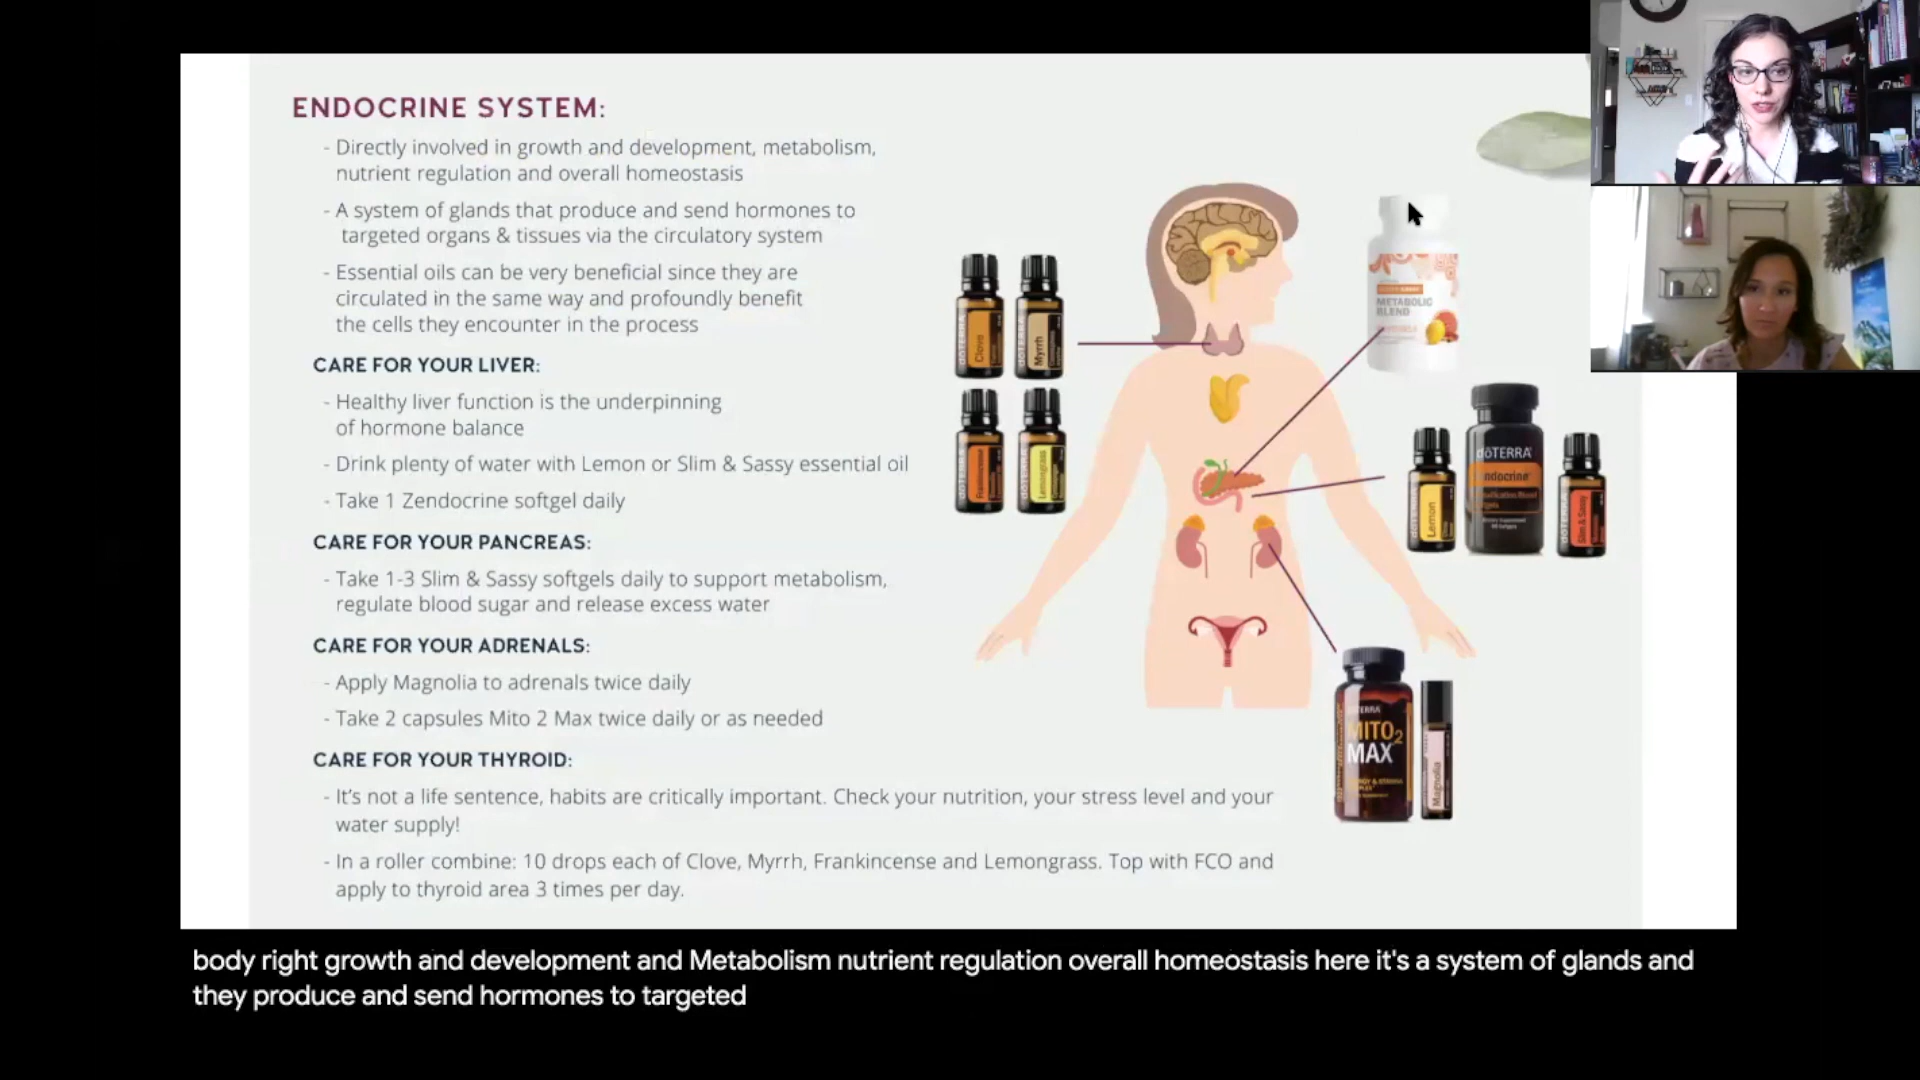 ENDOCRINE SYSTEM:
- Directly involved in growth and development, metabolism,
nutrient regulation and overall homeostasis
- A system of glands that produce and send hormones to
targeted organs & tissues via the circulatory system
- Essential oils can be very beneficial since they are
circulated in the same way and profoundly benefit
the cells they encounter in the process
CARE FOR YOUR LIVER:
- Healthy liver function is the underpinning
of hormone balance
- Drink plenty of water with Lemon or Slim & Sassy essential oil
- Take 1 Zendocrine softgel daily
CARE FOR YOUR PANCREAS:
- Take 1-3 Slim & Sassy softgels daily to support metabolism,
regulate blood sugar and release excess water
CARE FOR YOUR ADRENALS:
- Apply Magnolia to adrenals twice daily
- Take 2 capsules Mito 2 Max twice daily or as needed
CARE FOR YOUR THYROID:
- It's not a life sentence, habits are critically important. Check your nutrition, your stress level and your
water supply!
- In a roller combine: 10 drops each of Clove, Myrrh, Frankincense and Lemongrass. Top with FCO and
apply to thyroid area 3 times per day.
dōTERRA
Clove
dōTERRA
Myrrh
dōTERRA
Frankincense
dōTERRA
Lemongrass
METABOLIC
BLEND
dōTERRA
Lemon
dōTERRA
endocrine
dōTERRA
Slim & Sassy
TERRA
MITO2
MAX
Magnolia
body right growth and development and Metabolism nutrient regulation overall homeostasis here it's a system of glands and
they produce and send hormones to targeted